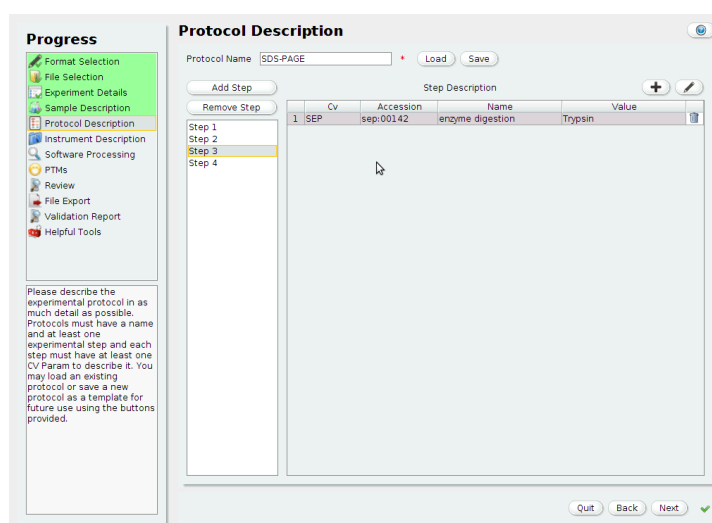 Progress
Format Selection
File Selection
Experiment Details
Sample Description
Protocol Description
Instrument Description
Software Processing
PTMs
Review
File Export
Validation Report
Helpful Tools
Please describe the
experimental protocol in as
much detail as possible.
Protocols must have a name
and at least one
experimental step and each
step must have at least one
CV Param to describe it. You
may load an existing
protocol or save a new
protocol as a template for
future use using the buttons
provided.
Protocol Description
Protocol Name SDS-PAGE * Load Save
Add Step Step Description
Remove Step
Step 1
Step 2
Step 3
Step 4
Cv Accession Name Value
1 SEP sep:00142 enzyme digestion Trypsin
Quit Back Next